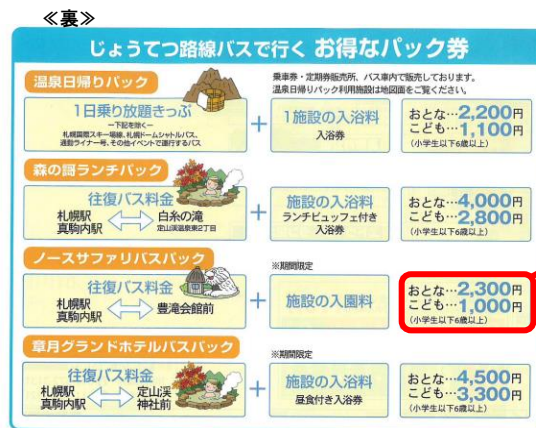 ≪裏≫
じょうてつ路線バスで行く お得なパック券
温泉日帰りパック
乗車券・定期券販売所、バス車内で販売しております。
温泉日帰りパック利用施設は地図面をご覧ください。
1日乗り放題きっぷ
ー下記を除くー
札幌国際スキー場線、札幌ドームシャトルバス、
通勤ライナー号、その他イベントで運行するバス
+
1施設の入浴料
入浴券
おとな…2,200円
こども…1,100円
(小学生以下6歳以上)
森の謌ランチパック
往復バス料金
札幌駅
真駒内駅
白糸の滝
定山渓温泉東2丁目
+
施設の入浴料
ランチビュッフェ付き
入浴券
おとな…4,000円
こども…2,800円
(小学生以下6歳以上)
ノースサファリバスパック
※期間限定
往復バス料金
札幌駅
真駒内駅
豊滝会館前
+
施設の入園料
おとな…2,300円
こども…1,000円
(小学生以下6歳以上)
章月グランドホテルバスパック
※期間限定
往復バス料金
札幌駅
真駒内駅
定山渓
神社前
+
施設の入浴料
昼食付き入浴券
おとな…4,500円
こども…3,300円
(小学生以下6歳以上)